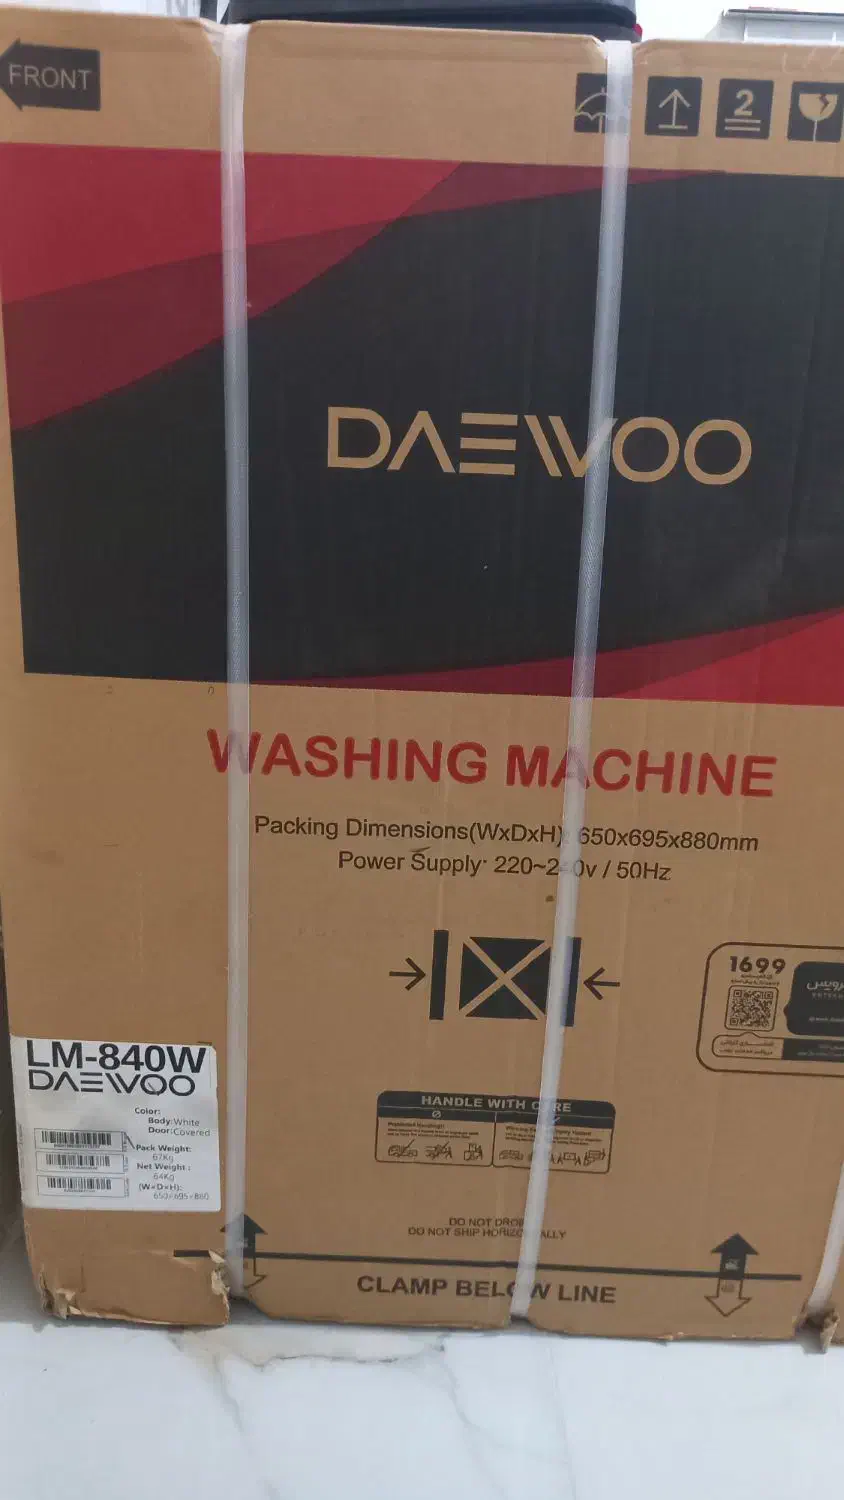 FRONT
2
DAEWOO
WASHING MACHINE
Packing Dimensions(WxDxH): 650x695x880mm
Power Supply: 220~240v / 50Hz
1699
LM-840W
DAEWOO
Color:
Body:White
Door:Covered
Pack Weight:
67Kg
Net Weight :
64Kg
(W×D×H):
650×695×880
HANDLE WITH CARE
DO NOT DROP
DO NOT SHIP HORIZONTALLY
CLAMP BELOW LINE